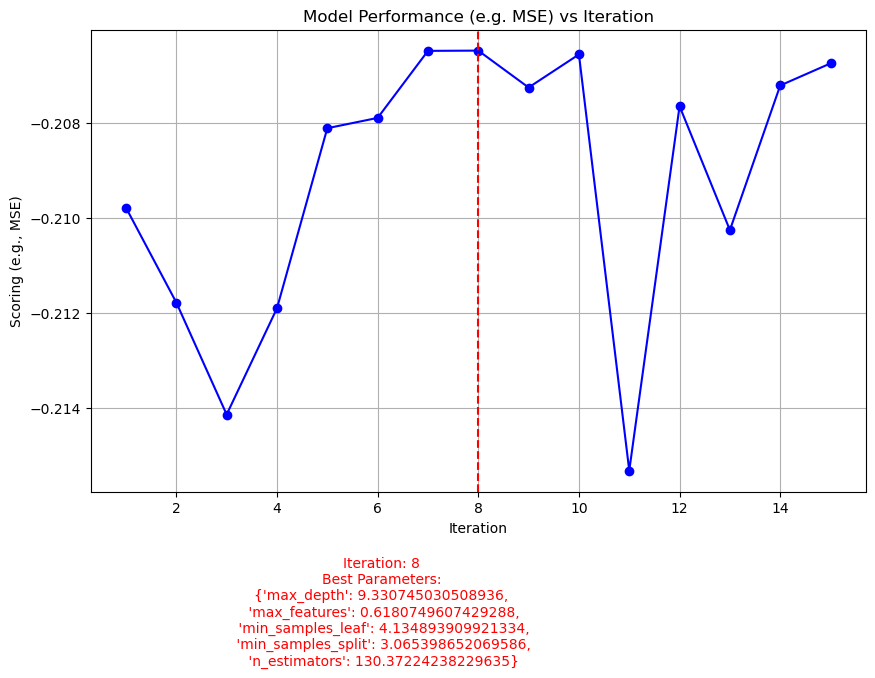 Model Performance (e.g. MSE) vs Iteration
Scoring (e.g., MSE)
−0.208
−0.210
−0.212
−0.214
2 4 6 8 10 12 14
Iteration
Iteration: 8
Best Parameters:
{'max_depth': 9.330745030508936,
'max_features': 0.6180749607429288,
'min_samples_leaf': 4.134893909921334,
'min_samples_split': 3.065398652069586,
'n_estimators': 130.37224238229635}